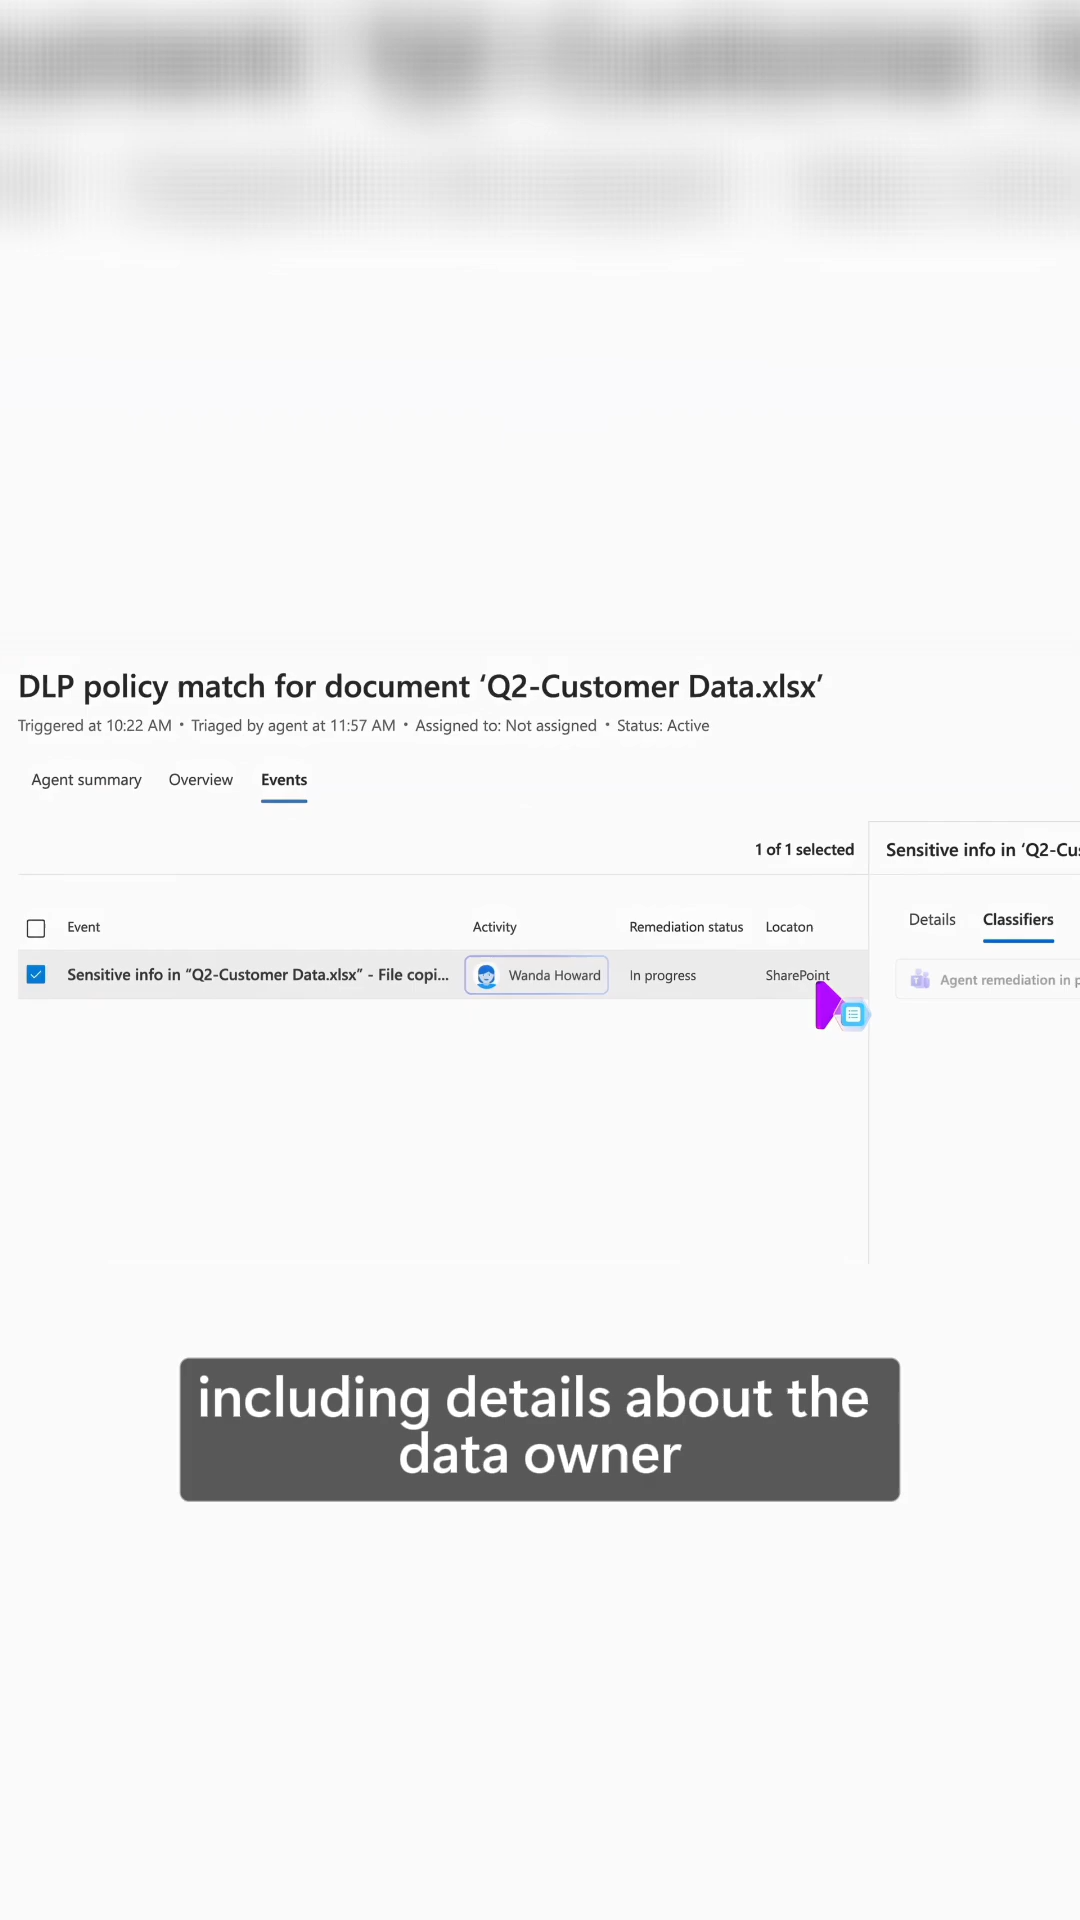 DLP policy match for document ‘Q2-Customer Data.xlsx’
Triggered at 10:22 AM • Triaged by agent at 11:57 AM • Assigned to: Not assigned • Status: Active
Agent summary Overview Events
1 of 1 selected
Sensitive info in ‘Q2-Cus
Details Classifiers
Event Activity Remediation status Locaton
Sensitive info in “Q2-Customer Data.xlsx” - File copi... Wanda Howard In progress SharePoint
Agent remediation in p
including details about the
data owner